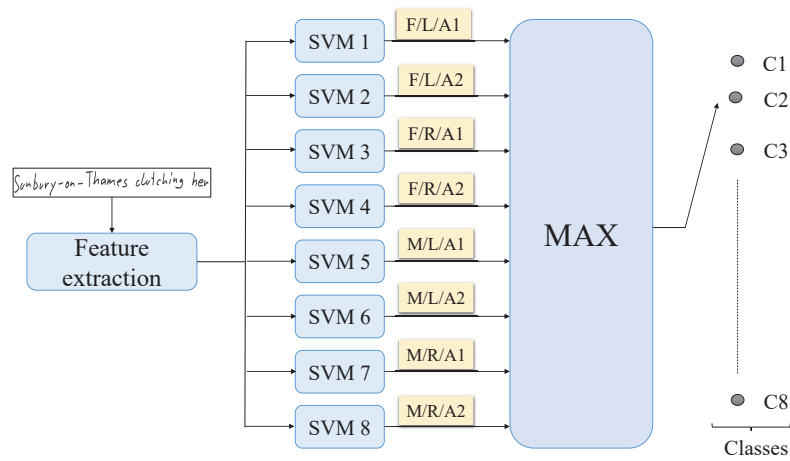 SVM 1
F/L/A1
SVM 2
F/L/A2
SVM 3
F/R/A1
SVM 4
F/R/A2
SVM 5
M/L/A1
SVM 6
M/L/A2
SVM 7
M/R/A1
SVM 8
M/R/A2
Sunbury-on-Thames clutching her
Feature
extraction
MAX
C1
C2
C3
C8
Classes